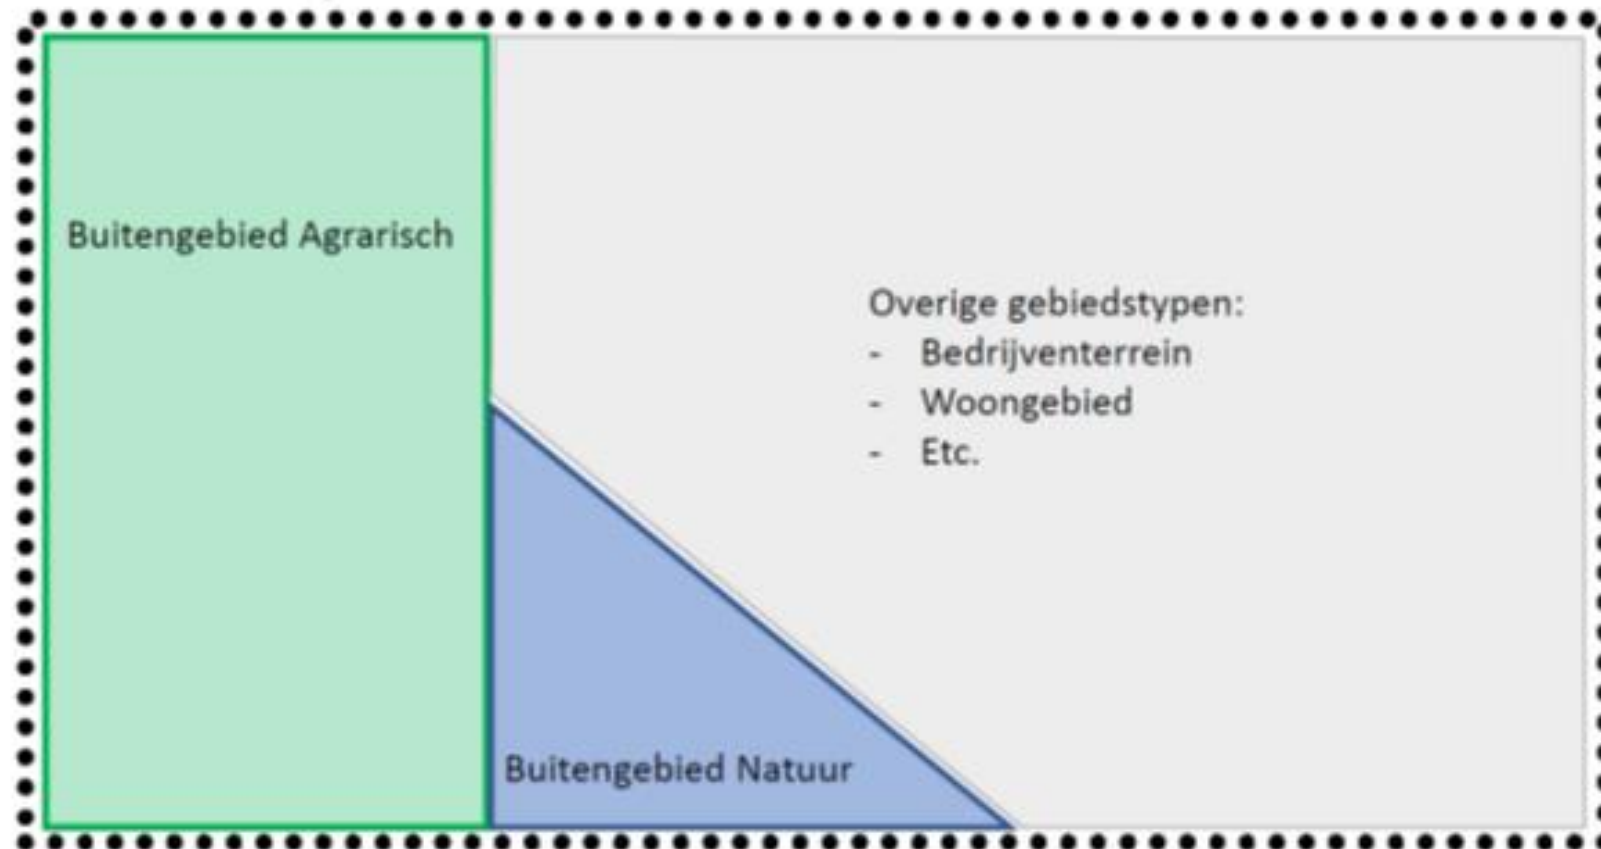 Buitengebied Agrarisch
Overige gebiedstypen:
- Bedrijventerrein
- Woongebied
- Etc.
Buitengebied Natuur